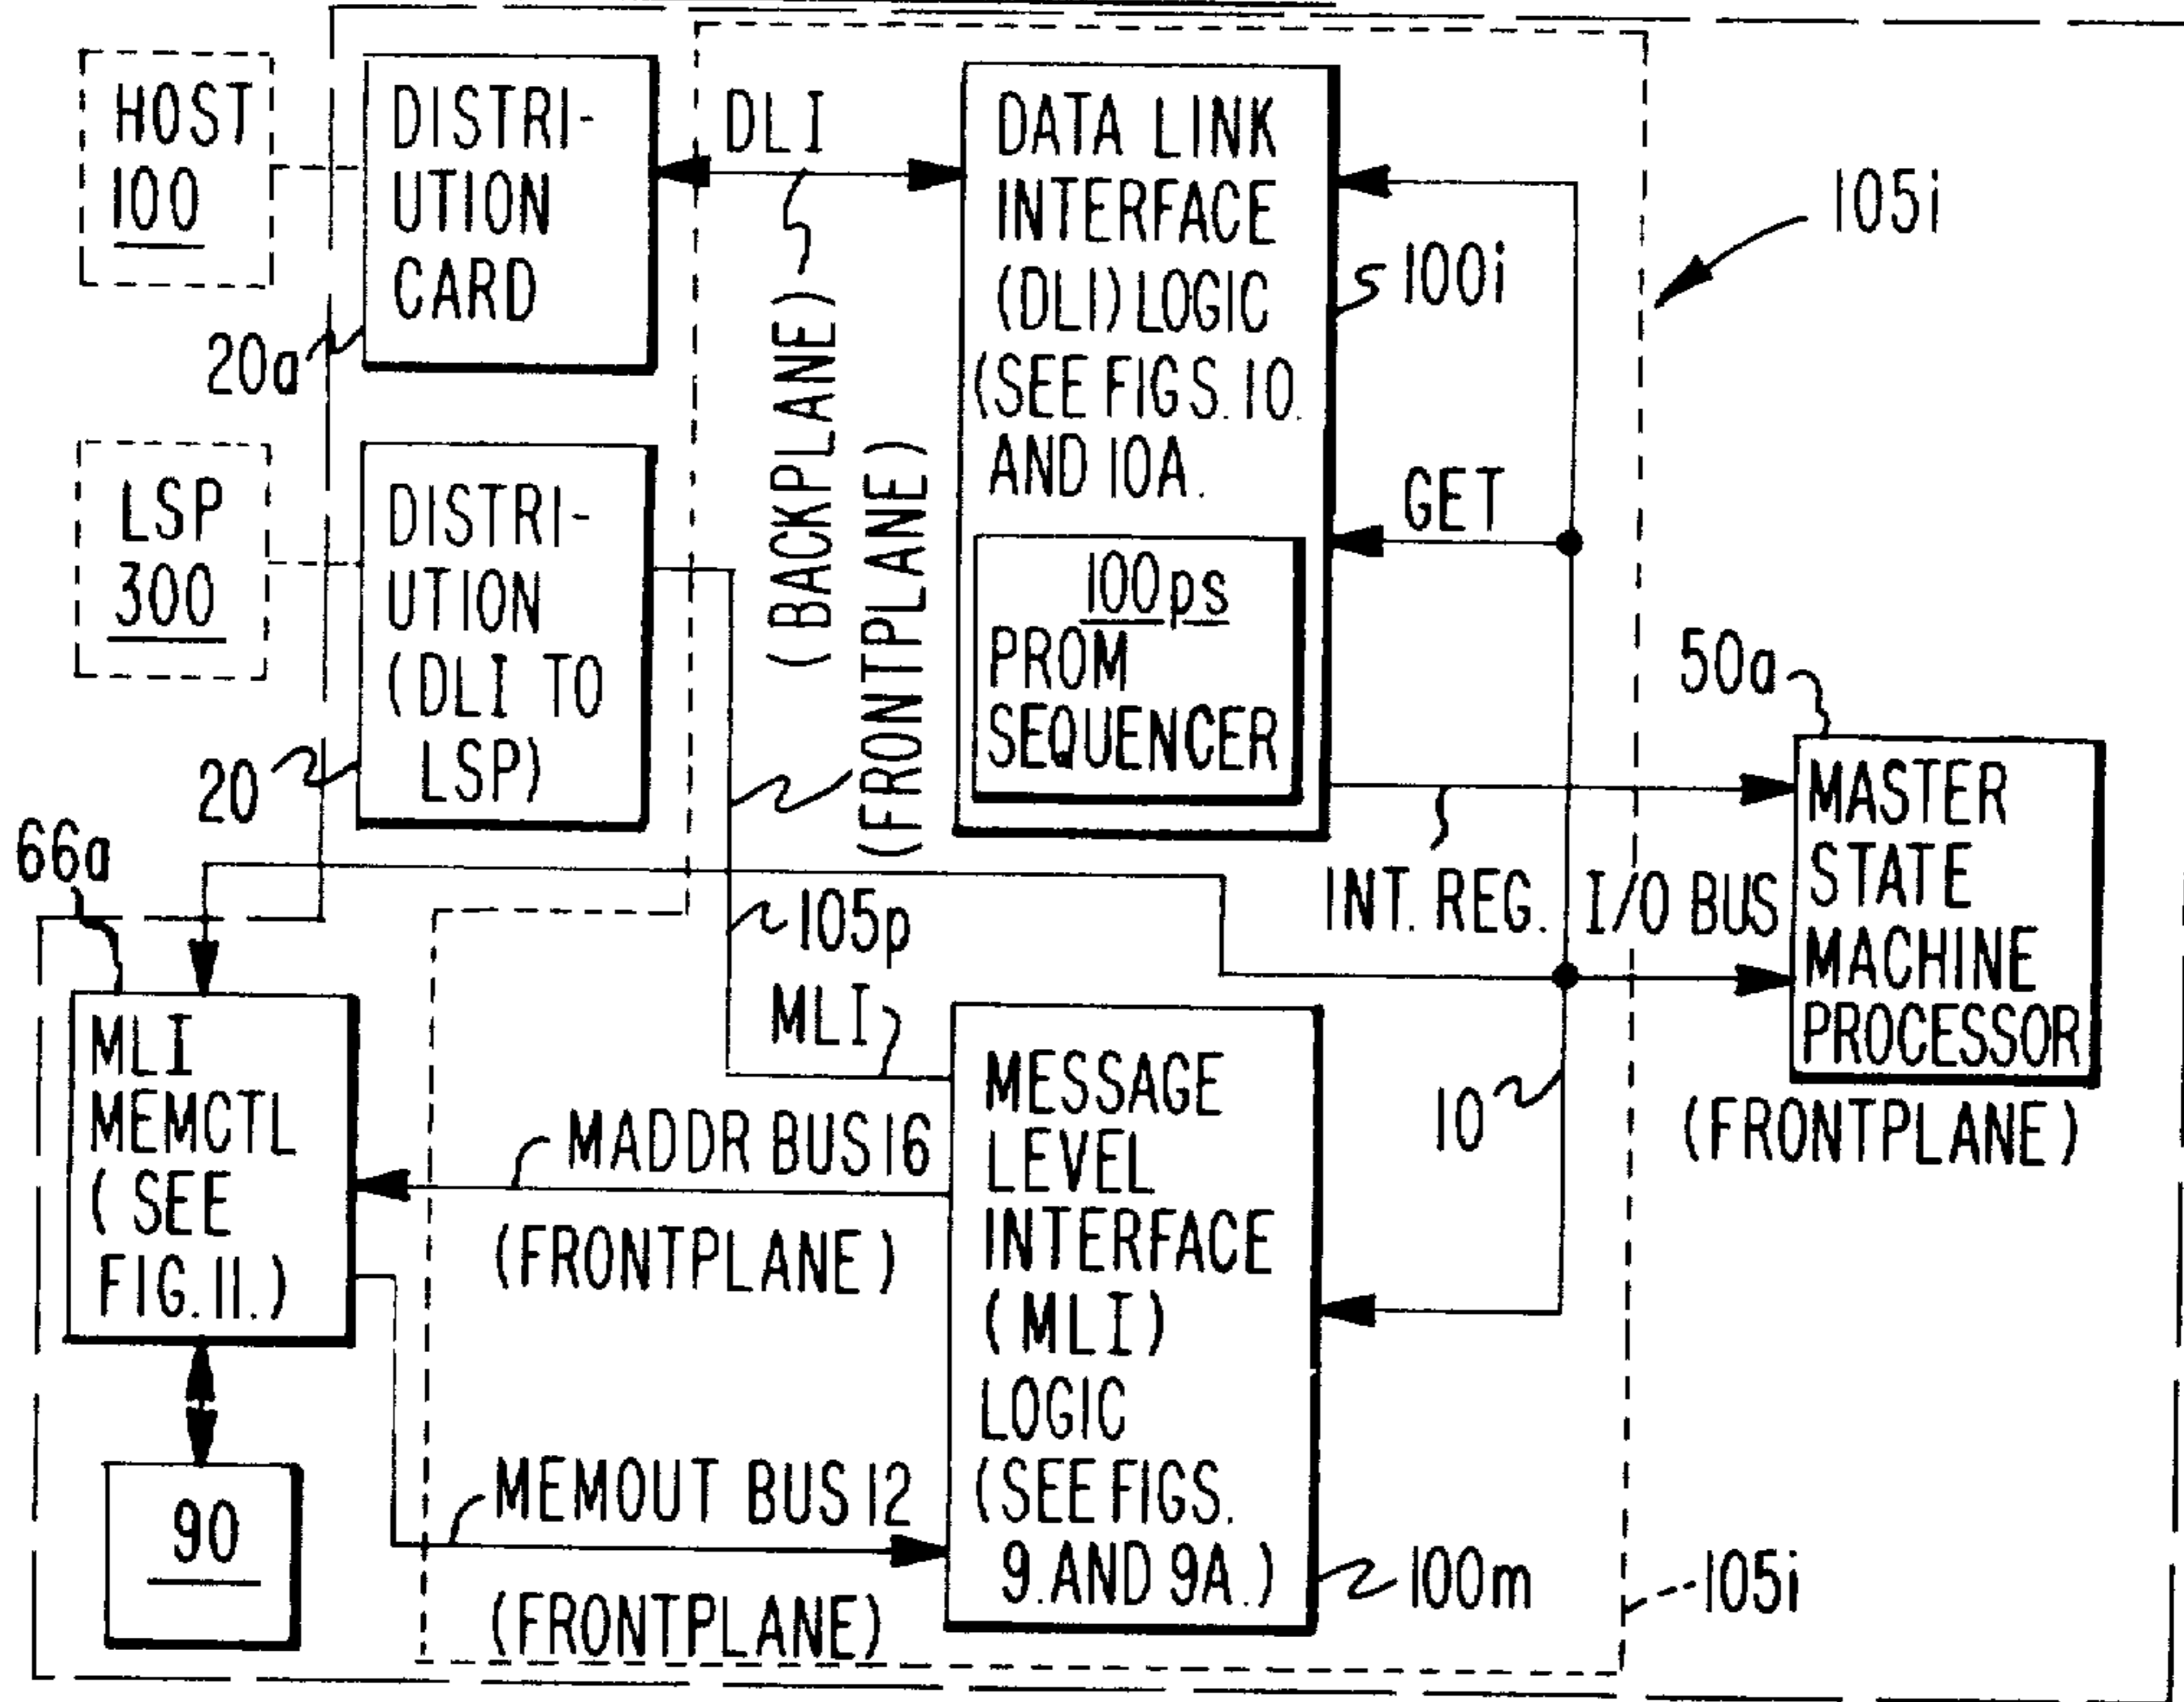 HOST
100
DISTRI-
UTION
CARD
20a
DLI
(BACKPLANE)
(FRONTPLANE)
DATA LINK
INTERFACE
(DLI) LOGIC
(SEE FIGS. 10.
AND 10A.
100i
105i
GET
100ps
PROM
SEQUENCER
LSP
300
DISTRI-
UTION
(DLI TO
LSP)
20
50a
MASTER
STATE
MACHINE
PROCESSOR
(FRONTPLANE)
INT. REG.
I/O BUS
66a
105p
MLI
MLI
MEMCTL
(SEE
FIG. 11.)
MADDR BUS 16
(FRONTPLANE)
MESSAGE
LEVEL
INTERFACE
(MLI)
LOGIC
(SEE FIGS.
9. AND 9A.)
10
90
MEMOUT BUS 12
(FRONTPLANE)
100m
105i